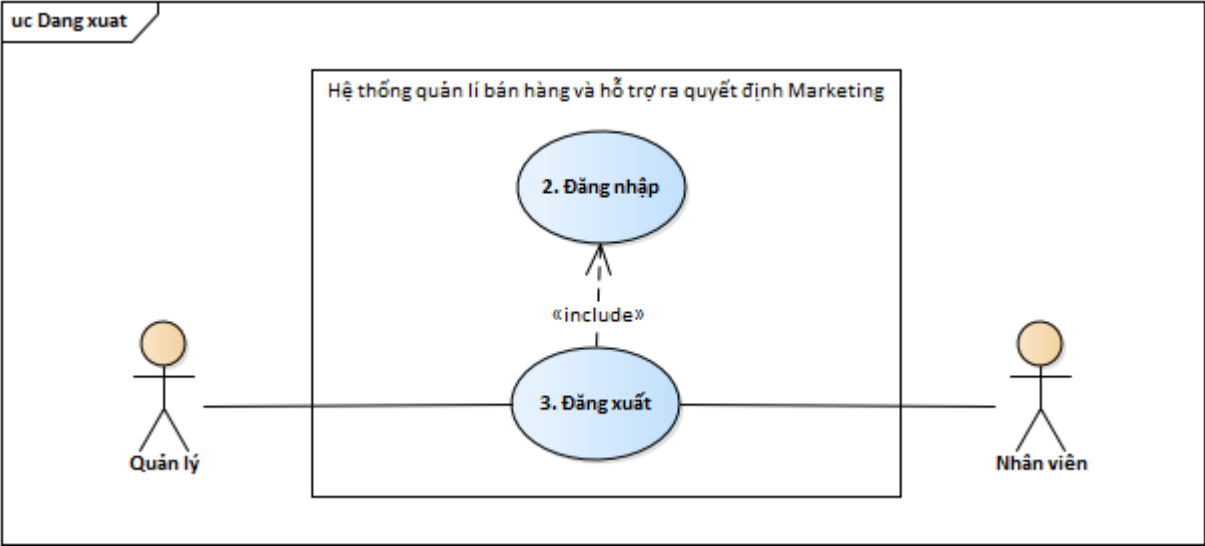 uc Dang xuat
Hệ thống quản lí bán hàng và hỗ trợ ra quyết định Marketing
2. Đăng nhập
«include»
3. Đăng xuất
Quản lý
Nhân viên